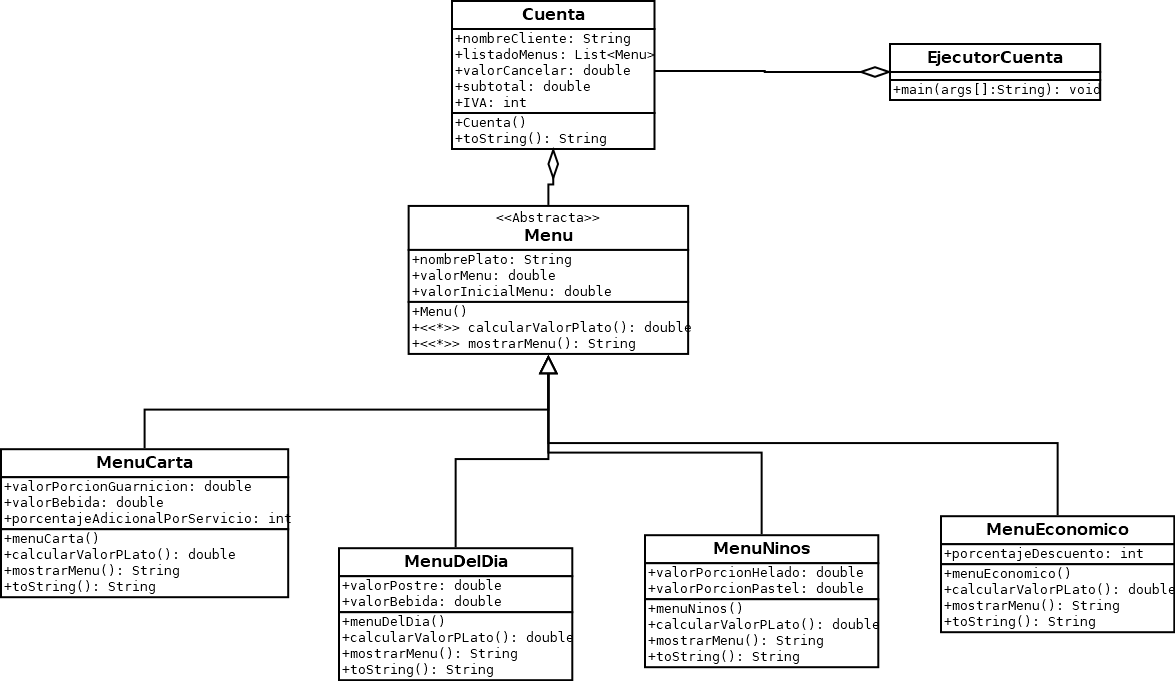 Cuenta
+nombreCliente: String
+listadoMenus: List<Menu>
+valorCancelar: double
+subtotal: double
+IVA: int
+Cuenta()
+toString(): String
EjecutorCuenta
+main(args[]:String): void
<<Abstracta>>
Menu
+nombrePlato: String
+valorMenu: double
+valorInicialMenu: double
+Menu()
+<<*>> calcularValorPlato(): double
+<<*>> mostrarMenu(): String
MenuCarta
+valorPorcionGuarnicion: double
+valorBebida: double
+porcentajeAdicionalPorServicio: int
+menuCarta()
+calcularValorPLato(): double
+mostrarMenu(): String
+toString(): String
MenuDelDia
+valorPostre: double
+valorBebida: double
+menuDelDia()
+calcularValorPLato(): double
+mostrarMenu(): String
+toString(): String
MenuNinos
+valorPorcionHelado: double
+valorPorcionPastel: double
+menuNinos()
+calcularValorPLato(): double
+mostrarMenu(): String
+toString(): String
MenuEconomico
+porcentajeDescuento: int
+menuEconomico()
+calcularValorPLato(): double
+mostrarMenu(): String
+toString(): String